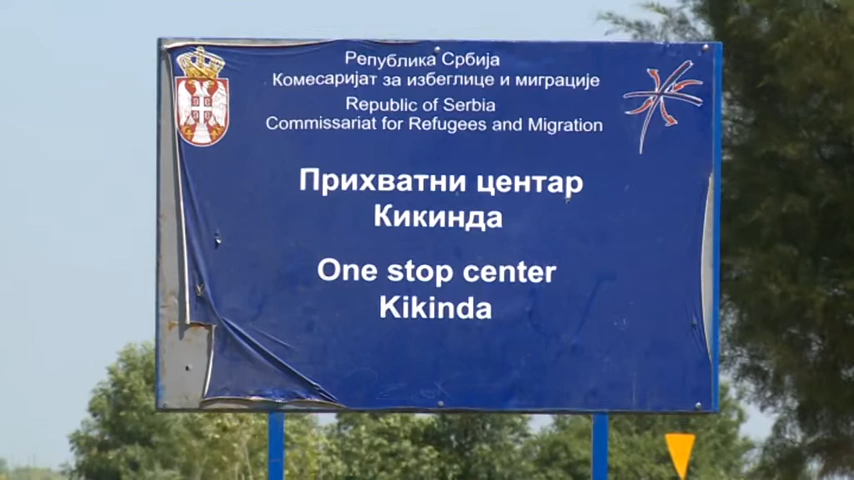 Република Србија
Комесаријат за избеглице и миграције
Republic of Serbia
Commissariat for Refugees and Migration
Прихватни центар
Кикинда
One stop center
Kikinda